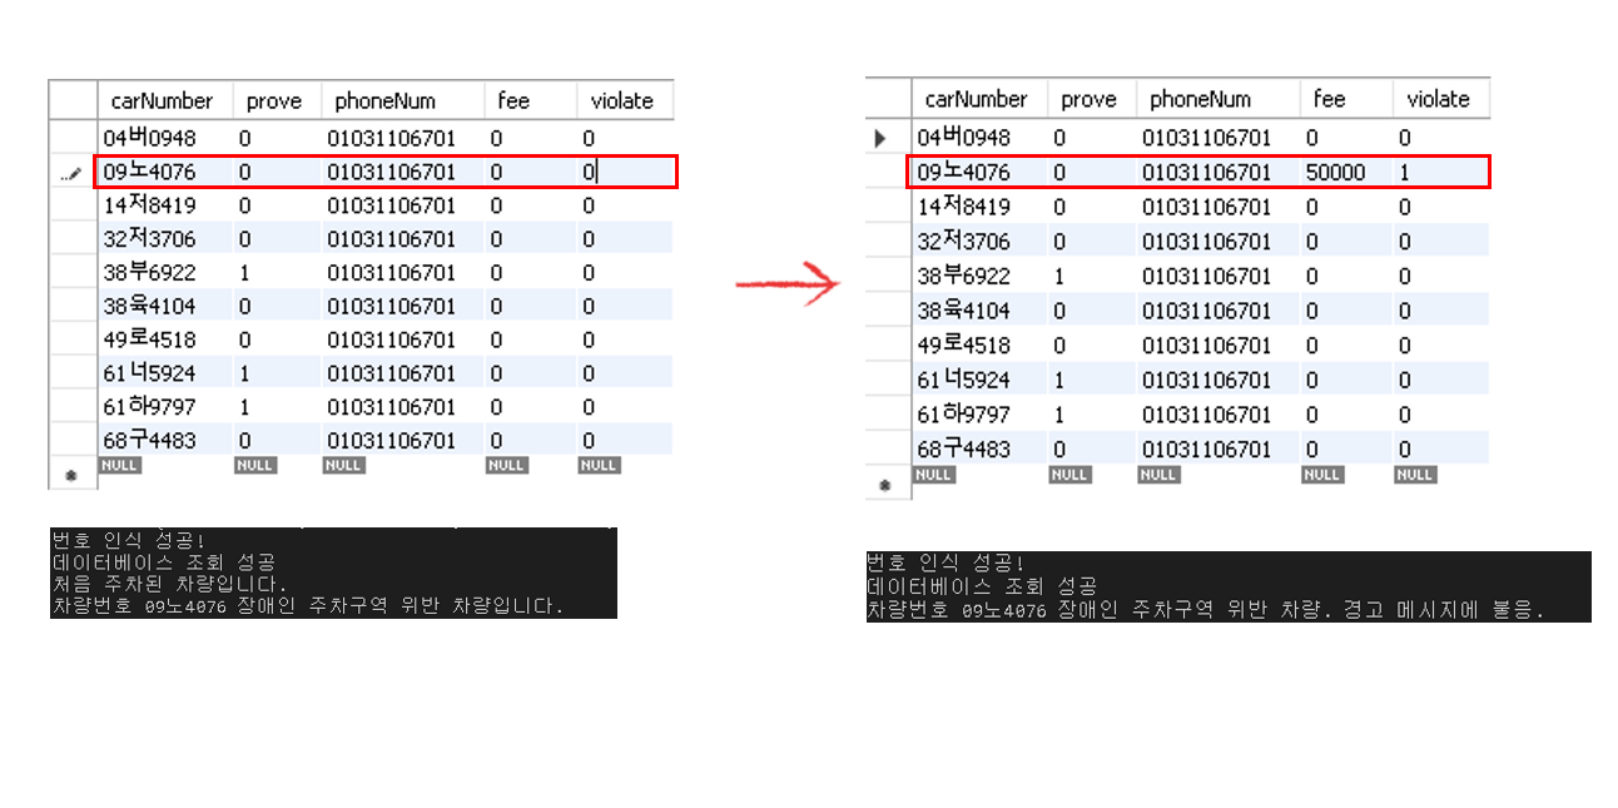 carNumber prove phoneNum fee violate
04버0948 0 01031106701 0 0
09노4076 0 01031106701 0 0
14저8419 0 01031106701 0 0
32저3706 0 01031106701 0 0
38부6922 1 01031106701 0 0
38육4104 0 01031106701 0 0
49로4518 0 01031106701 0 0
61너5924 1 01031106701 0 0
61하9797 1 01031106701 0 0
68구4483 0 01031106701 0 0
NULL NULL NULL NULL NULL
번호 인식 성공!
데이터베이스 조회 성공
처음 주차된 차량입니다.
차량번호 09노4076 장애인 주차구역 위반 차량입니다.
carNumber prove phoneNum fee violate
04버0948 0 01031106701 0 0
09노4076 0 01031106701 50000 1
14저8419 0 01031106701 0 0
32저3706 0 01031106701 0 0
38부6922 1 01031106701 0 0
38육4104 0 01031106701 0 0
49로4518 0 01031106701 0 0
61너5924 1 01031106701 0 0
61하9797 1 01031106701 0 0
68구4483 0 01031106701 0 0
NULL NULL NULL NULL NULL
번호 인식 성공!
데이터베이스 조회 성공
차량번호 09노4076 장애인 주차구역 위반 차량. 경고 메시지에 불응.